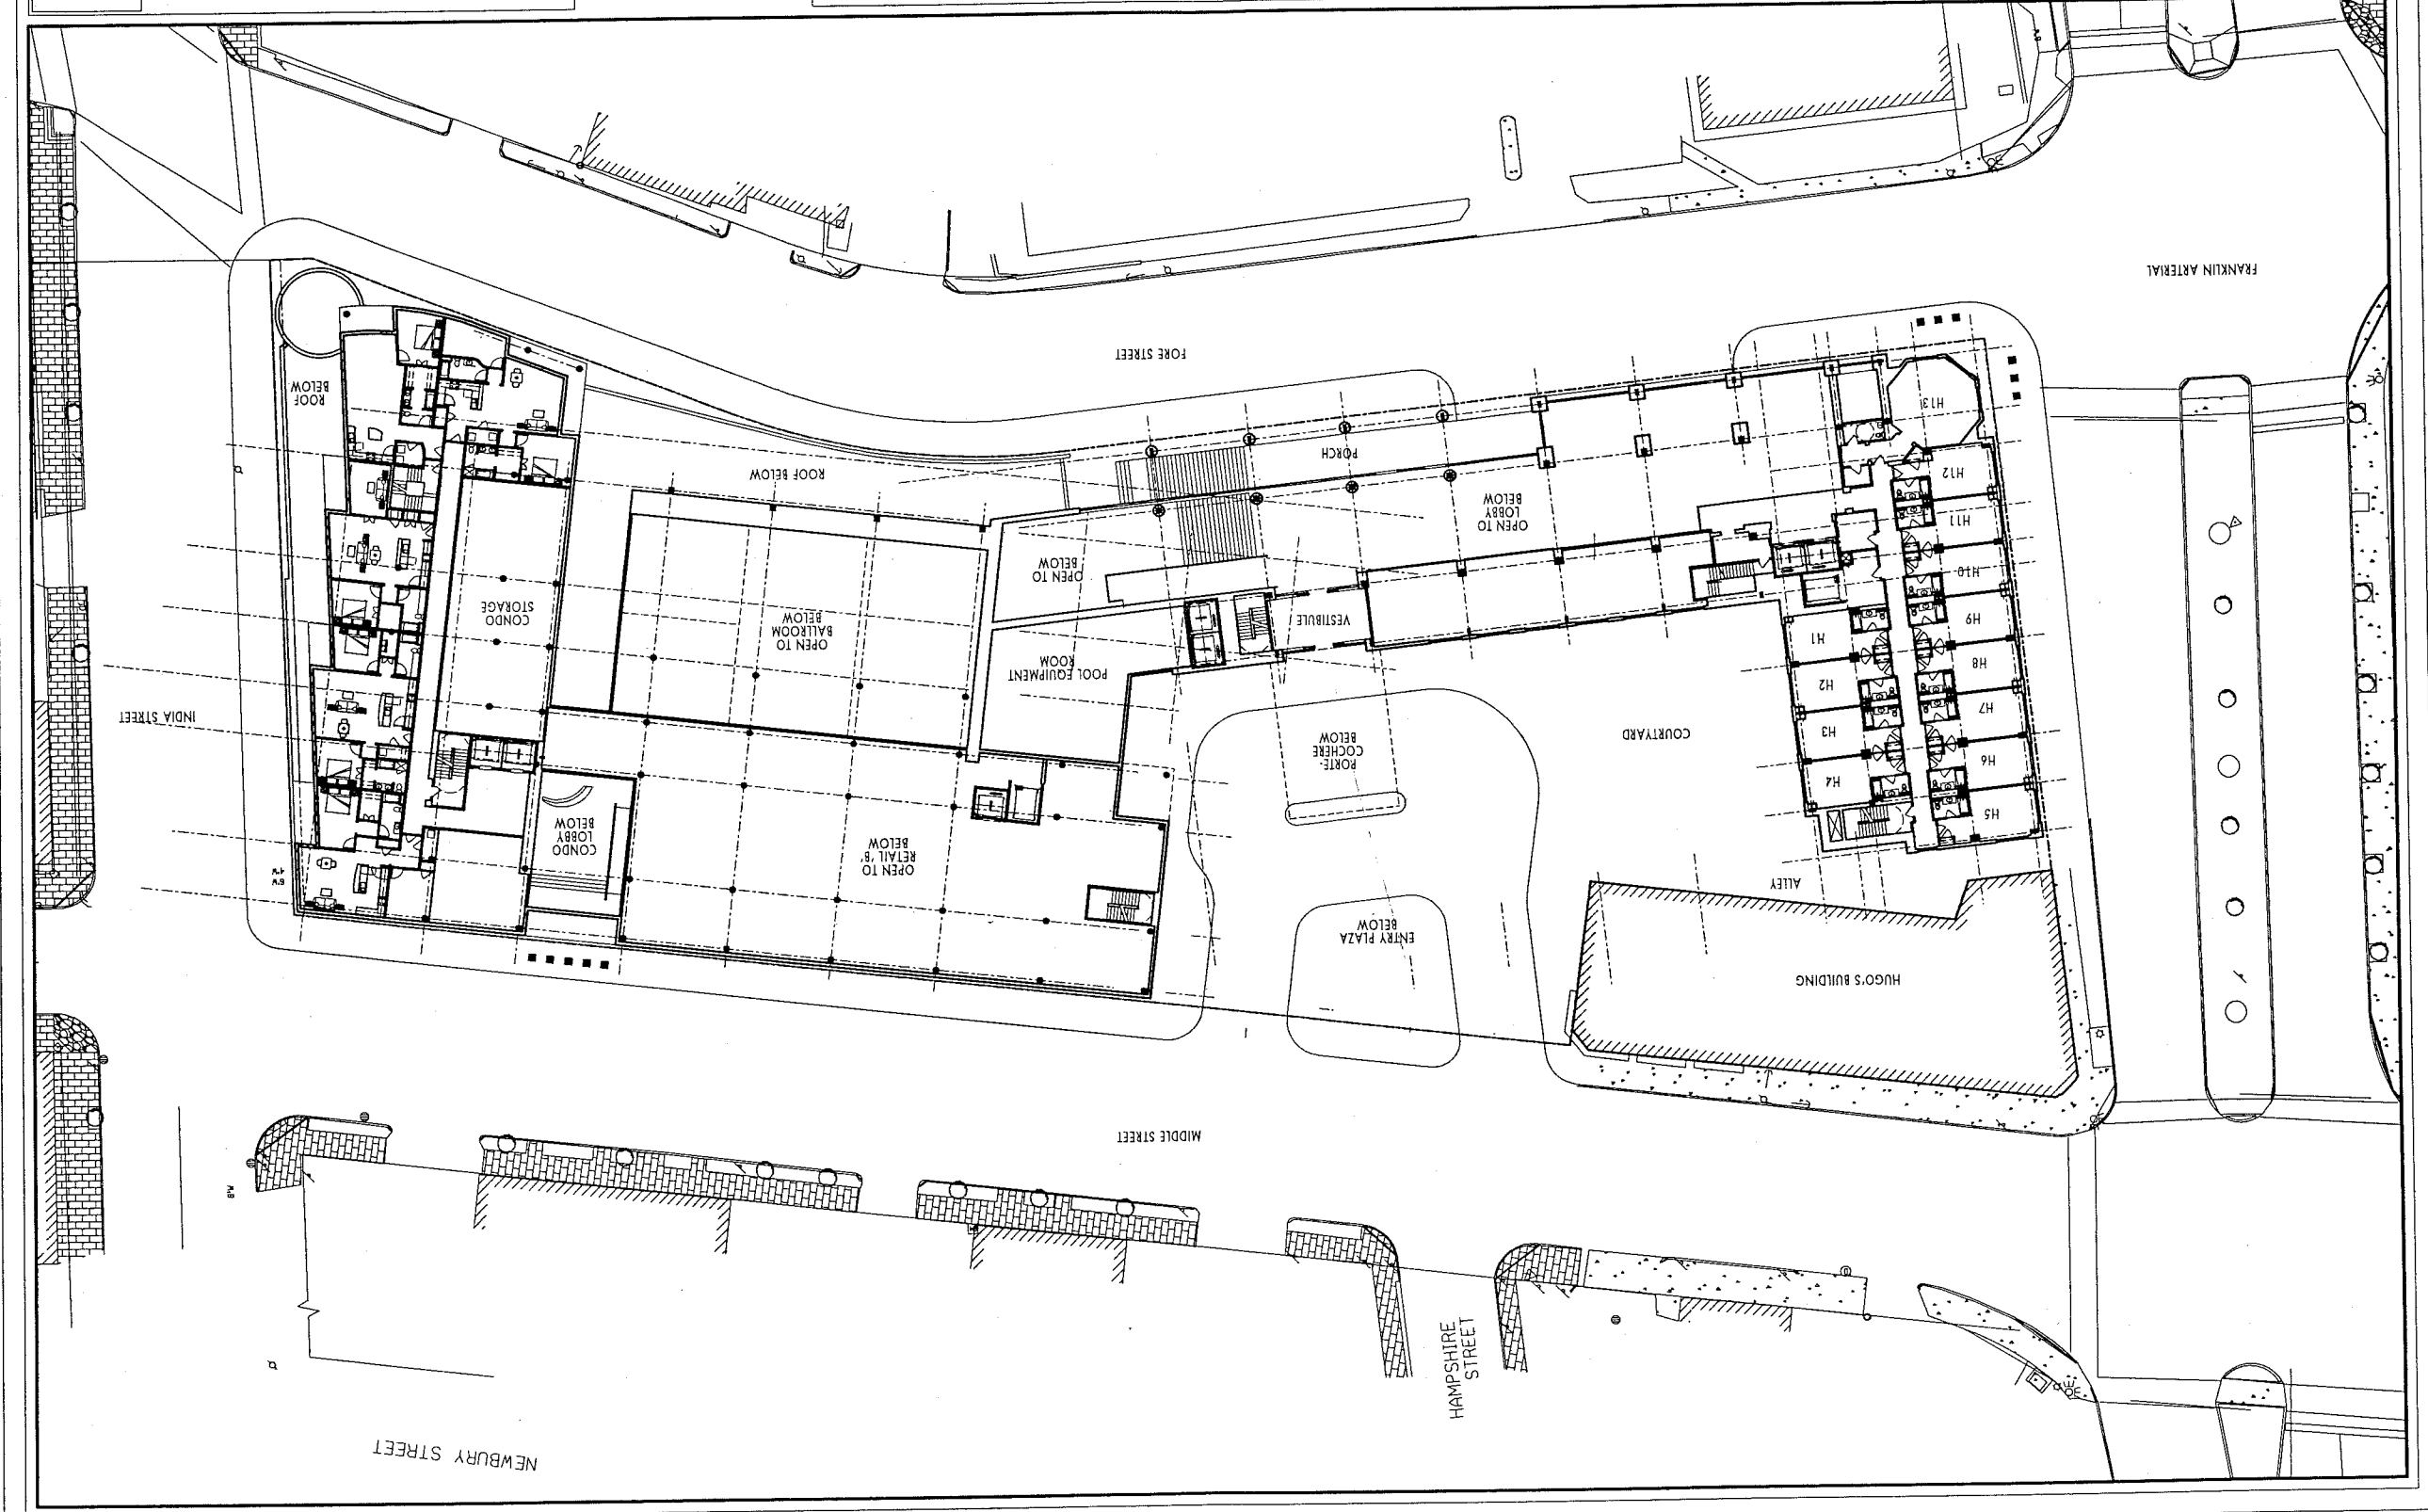 NEWBURY STREET
HAMPSHIRE
STREET
MIDDLE STREET
HUGO'S BUILDING
ENTRY PLAZA
BELOW
ALLEY
OPEN TO
RETAIL 'B'
BELOW
CONDO
LOBBY
BELOW
6'W
4'W
H5
H4
H6
H3
H7
H2
H8
H1
H9
H10
H11
H12
H13
COURTYARD
PORTE-
COCHERE
BELOW
INDIA STREET
POOL EQUIPMENT
ROOM
VESTIBULE
OPEN TO
BALLROOM
BELOW
CONDO
STORAGE
OPEN TO
BELOW
OPEN TO
LOBBY
BELOW
ROOF BELOW
PORCH
ROOF
BELOW
FORE STREET
FRANKLIN ARTERIAL